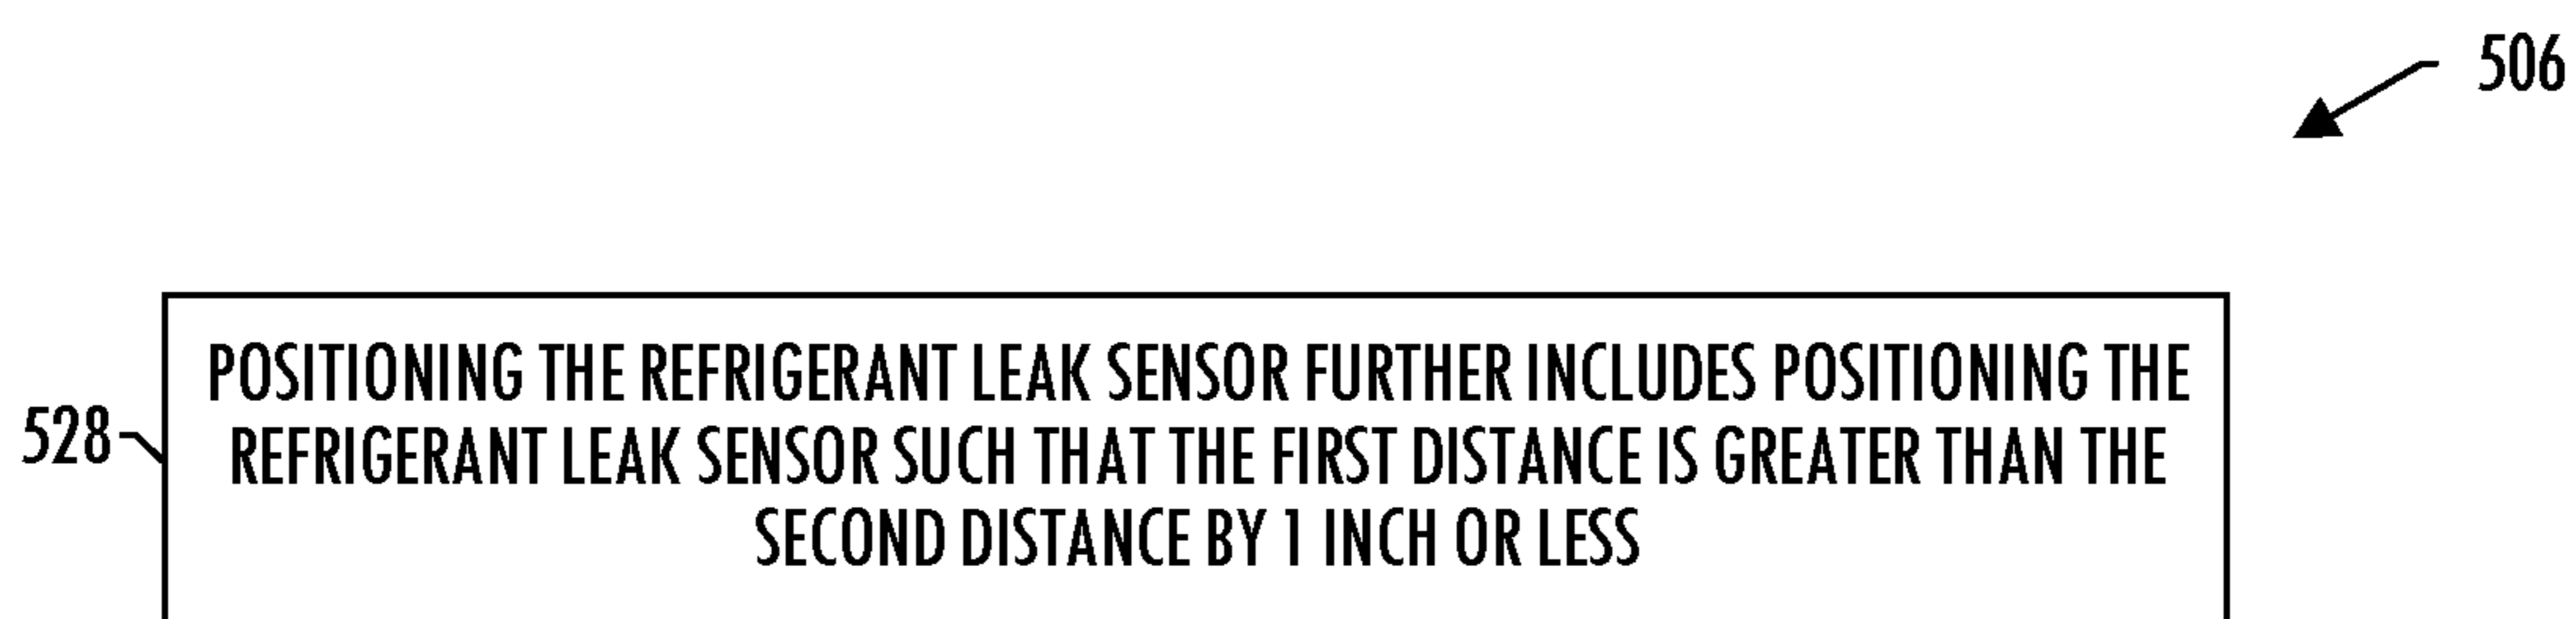 506
POSITIONING THE REFRIGERANT LEAK SENSOR FURTHER INCLUDES POSITIONING THE
528
REFRIGERANT LEAK SENSOR SUCH THAT THE FIRST DISTANCE IS GREATER THAN THE
SECOND DISTANCE BY 1 INCH OR LESS